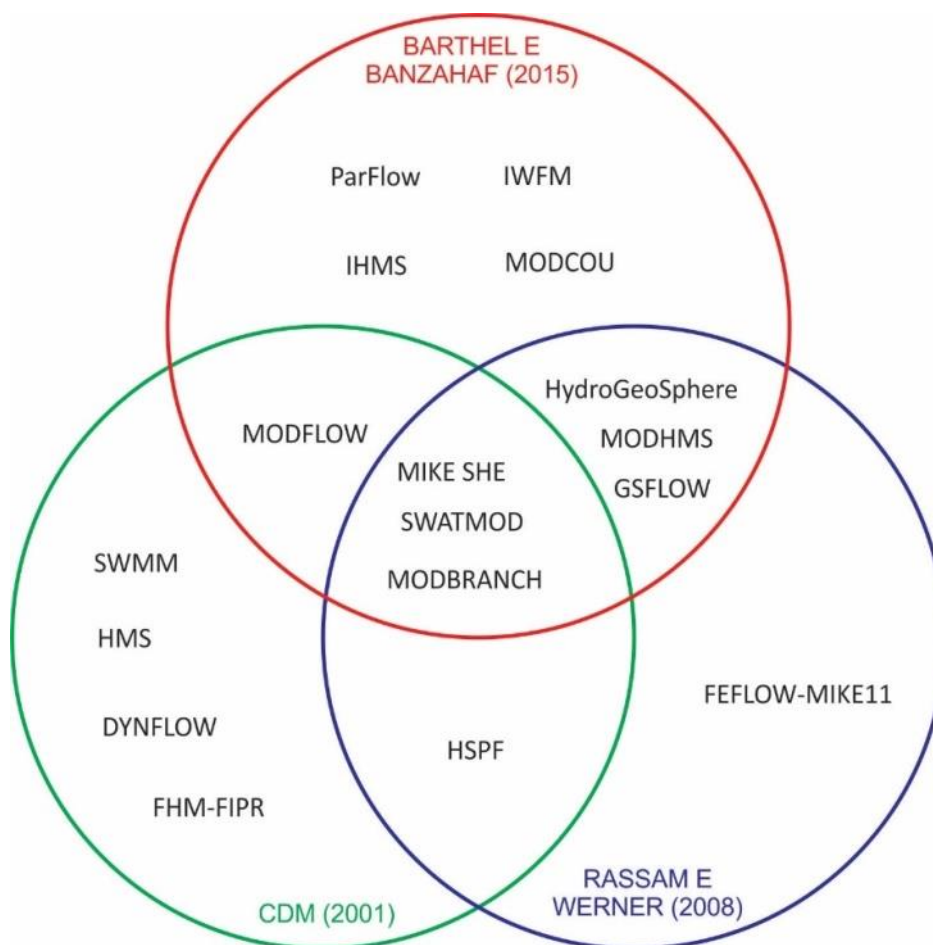 BARTHEL E
BANZAHAF (2015)
ParFlow IWFM
IHMS MODCOU
HydroGeoSphere
MODFLOW MODHMS
MIKE SHE GSFLOW
SWATMOD
SWMM MODBRANCH
HMS
FEFLOW-MIKE11
DYNFLOW
HSPF
FHM-FIPR
RASSAM E
CDM (2001) WERNER (2008)